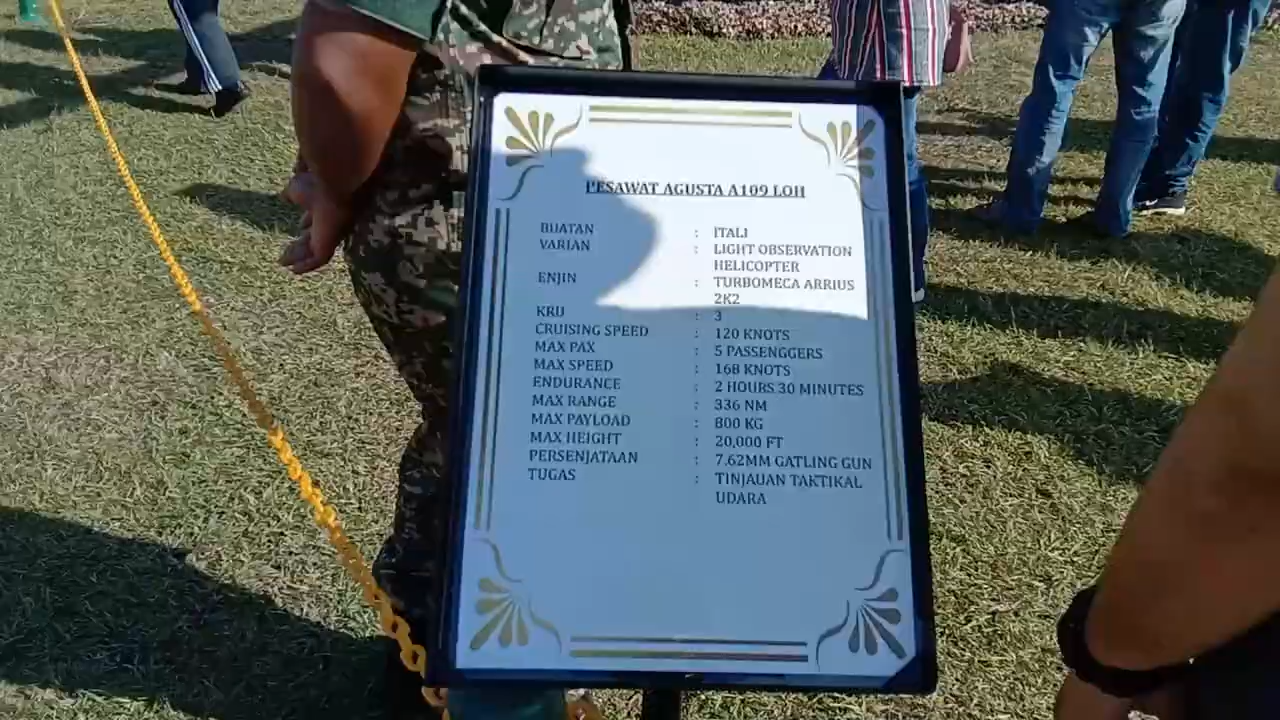 PESAWAT AGUSTA A109 LOH
BUATAN : ITALI
VARIAN : LIGHT OBSERVATION
HELICOPTER
ENJIN : TURBOMECA ARRIUS
2K2
KRU : 3
CRUISING SPEED : 120 KNOTS
MAX PAX : 5 PASSENGGERS
MAX SPEED : 168 KNOTS
ENDURANCE : 2 HOURS 30 MINUTES
MAX RANGE : 336 NM
MAX PAYLOAD : 800 KG
MAX HEIGHT : 20,000 FT
PERSENJATAAN : 7.62MM GATLING GUN
TUGAS : TINJAUAN TAKTIKAL
UDARA